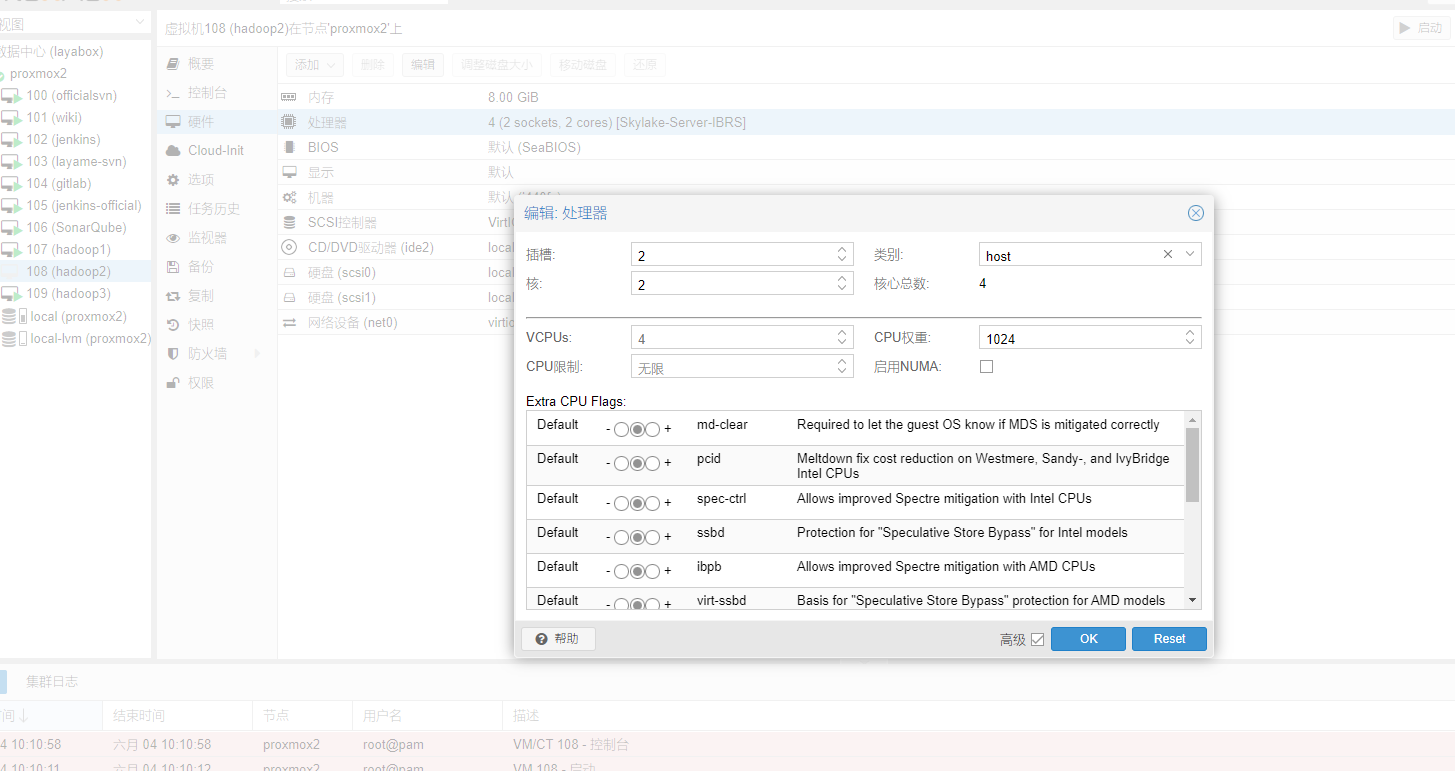 视图
虚拟机108 (hadoop2)在节点'proxmox2'上
启动
数据中心 (layabox)
proxmox2
100 (officialsvn)
101 (wiki)
102 (jenkins)
103 (layame-svn)
104 (gitlab)
105 (jenkins-official)
106 (SonarQube)
107 (hadoop1)
108 (hadoop2)
109 (hadoop3)
local (proxmox2)
local-lvm (proxmox2)
概要
控制台
硬件
Cloud-Init
选项
任务历史
监视器
备份
复制
快照
防火墙
权限
添加 删除 编辑 调整磁盘大小 移动磁盘 还原
内存 8.00 GiB
处理器 4 (2 sockets, 2 cores) [Skylake-Server-IBRS]
BIOS 默认 (SeaBIOS)
显示 默认
机器 默认
SCSI控制器
CD/DVD驱动器 (ide2) local
硬盘 (scsi0) local
硬盘 (scsi1) local
网络设备 (net0) virtio
编辑: 处理器
插槽: 2 类别: host
核: 2 核心总数: 4
VCPUs: 4 CPU权重: 1024
CPU限制: 无限 启用NUMA:
Extra CPU Flags:
Default - + md-clear Required to let the guest OS know if MDS is mitigated correctly
Default - + pcid Meltdown fix cost reduction on Westmere, Sandy-, and IvyBridge
Intel CPUs
Default - + spec-ctrl Allows improved Spectre mitigation with Intel CPUs
Default - + ssbd Protection for "Speculative Store Bypass" for Intel models
Default - + ibpb Allows improved Spectre mitigation with AMD CPUs
Default - + virt-ssbd Basis for "Speculative Store Bypass" protection for AMD models
帮助 高级 OK Reset
集群日志
间↓ 结束时间 节点 用户名 描述
4 10:10:58 六月 04 10:10:58 proxmox2 root@pam VM/CT 108 - 控制台
4 10:10:11 六月 04 10:10:12 proxmox2 root@pam VM 108 - 启动